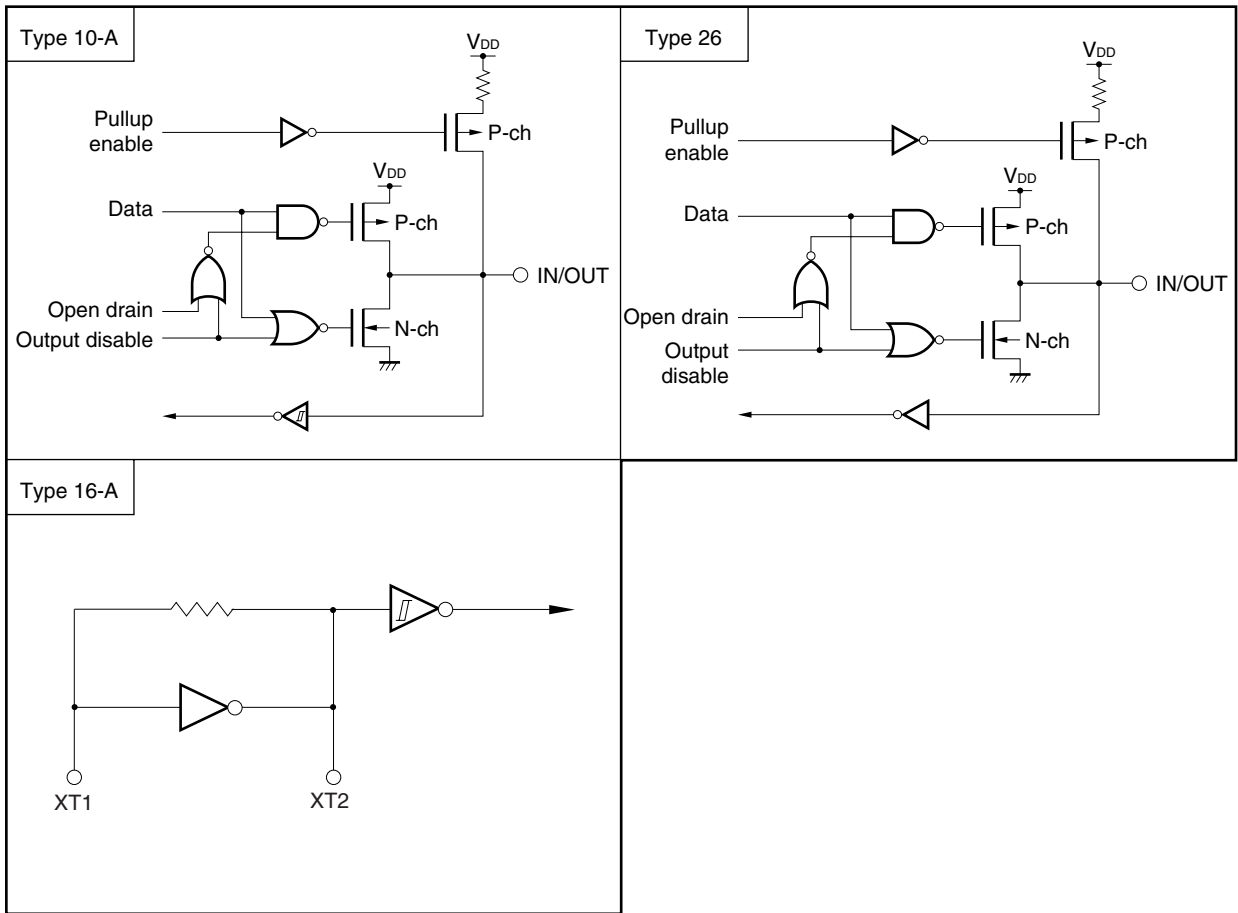 Type 10-A
VDD
Pullup
enable
P-ch
VDD
Data
P-ch
IN/OUT
Open drain
Output disable
N-ch
Type 26
VDD
Pullup
enable
P-ch
VDD
Data
P-ch
IN/OUT
Open drain
Output
disable
N-ch
Type 16-A
XT1
XT2